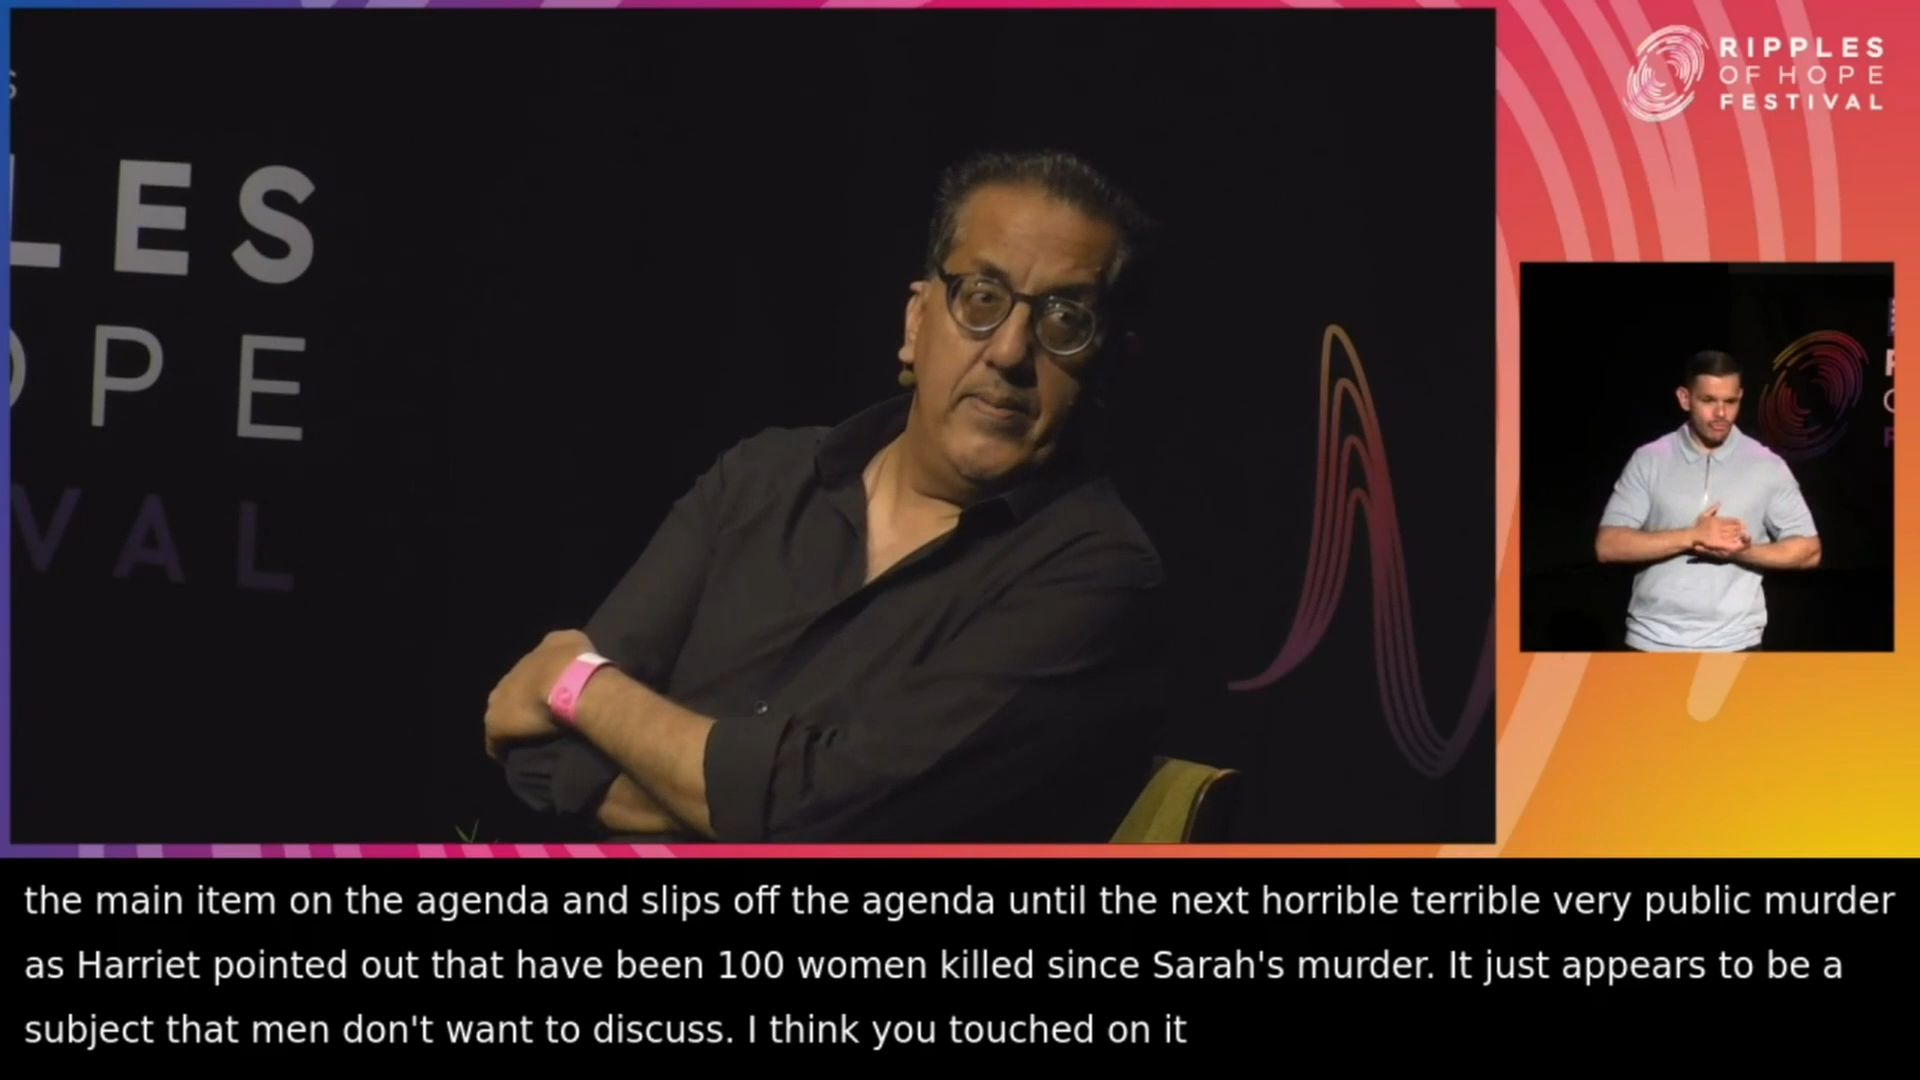 RIPPLES
OF HOPE
FESTIVAL
S
LES
OPE
VAL
the main item on the agenda and slips off the agenda until the next horrible terrible very public murder
as Harriet pointed out that have been 100 women killed since Sarah's murder. It just appears to be a
subject that men don't want to discuss. I think you touched on it